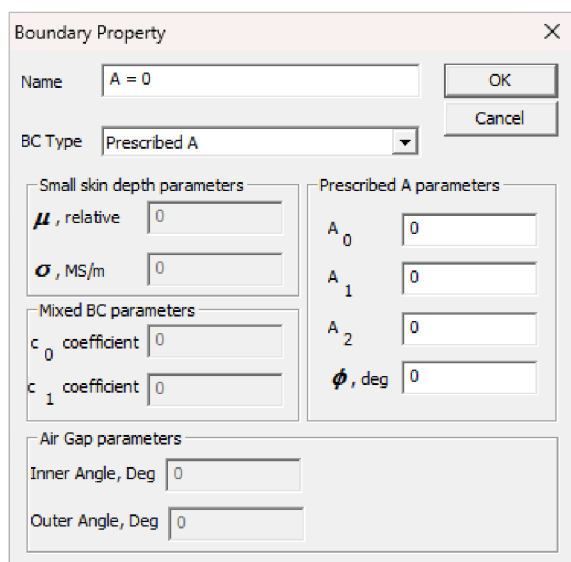 Boundary Property
Name A = 0 OK
Cancel
BC Type Prescribed A
Small skin depth parameters
μ, relative 0
σ, MS/m 0
Mixed BC parameters
c 0 coefficient 0
c 1 coefficient 0
Prescribed A parameters
A 0 0
A 1 0
A 2 0
ϕ, deg 0
Air Gap parameters
Inner Angle, Deg 0
Outer Angle, Deg 0